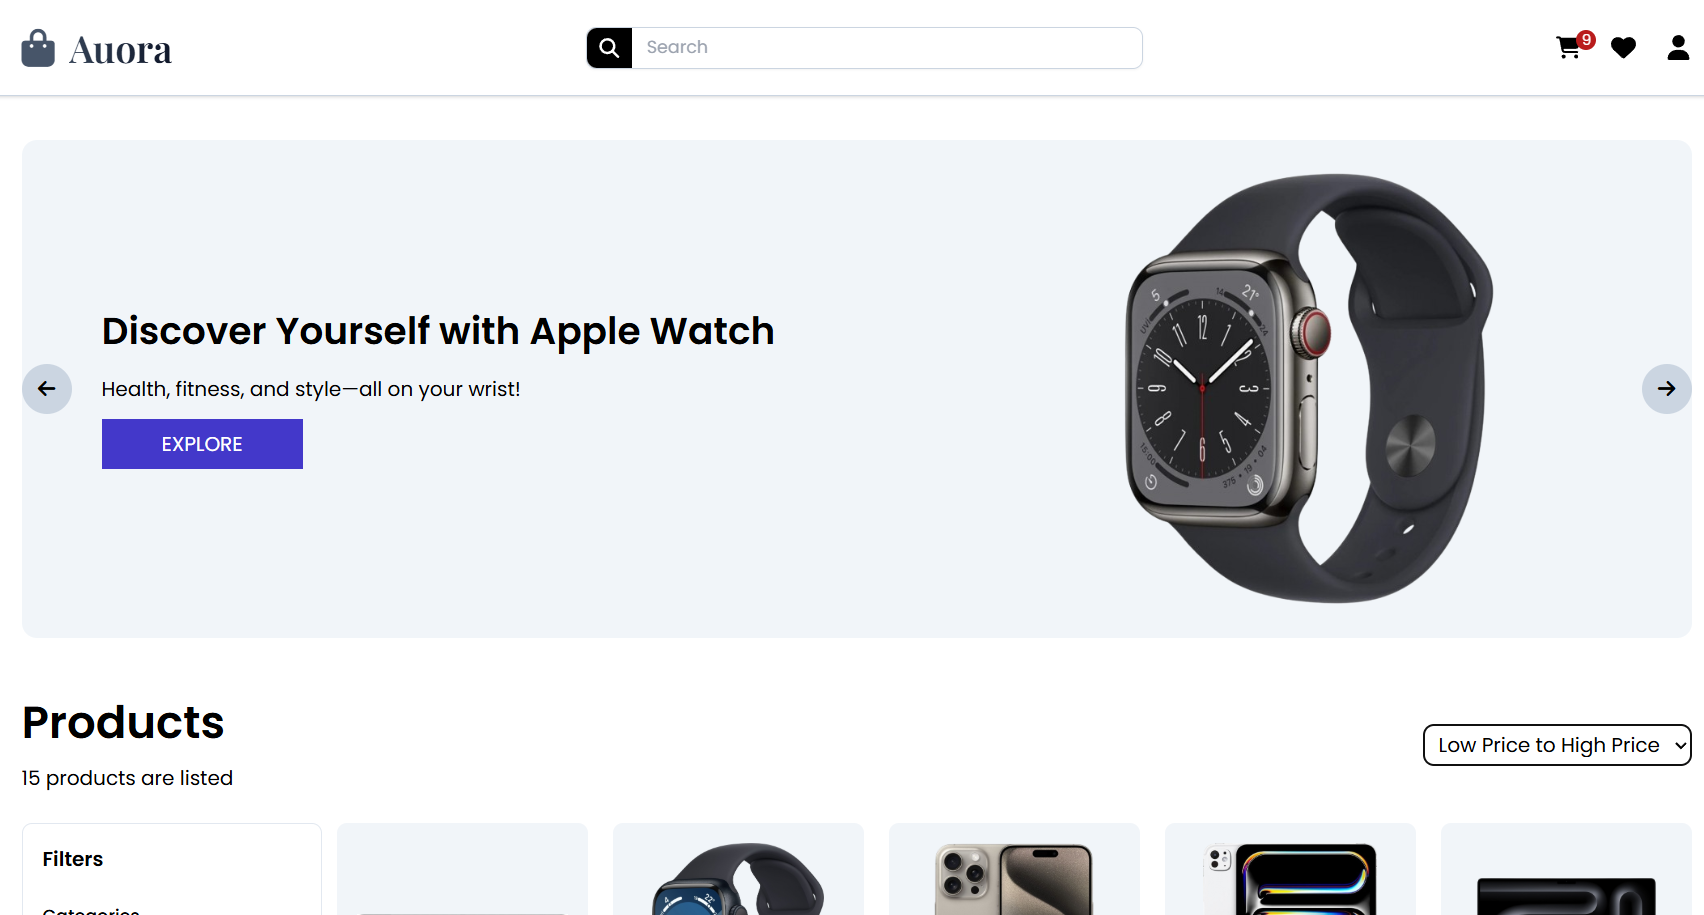 Auora
Search
9
Discover Yourself with Apple Watch
Health, fitness, and style—all on your wrist!
EXPLORE
Products
15 products are listed
Low Price to High Price
Filters
Categories